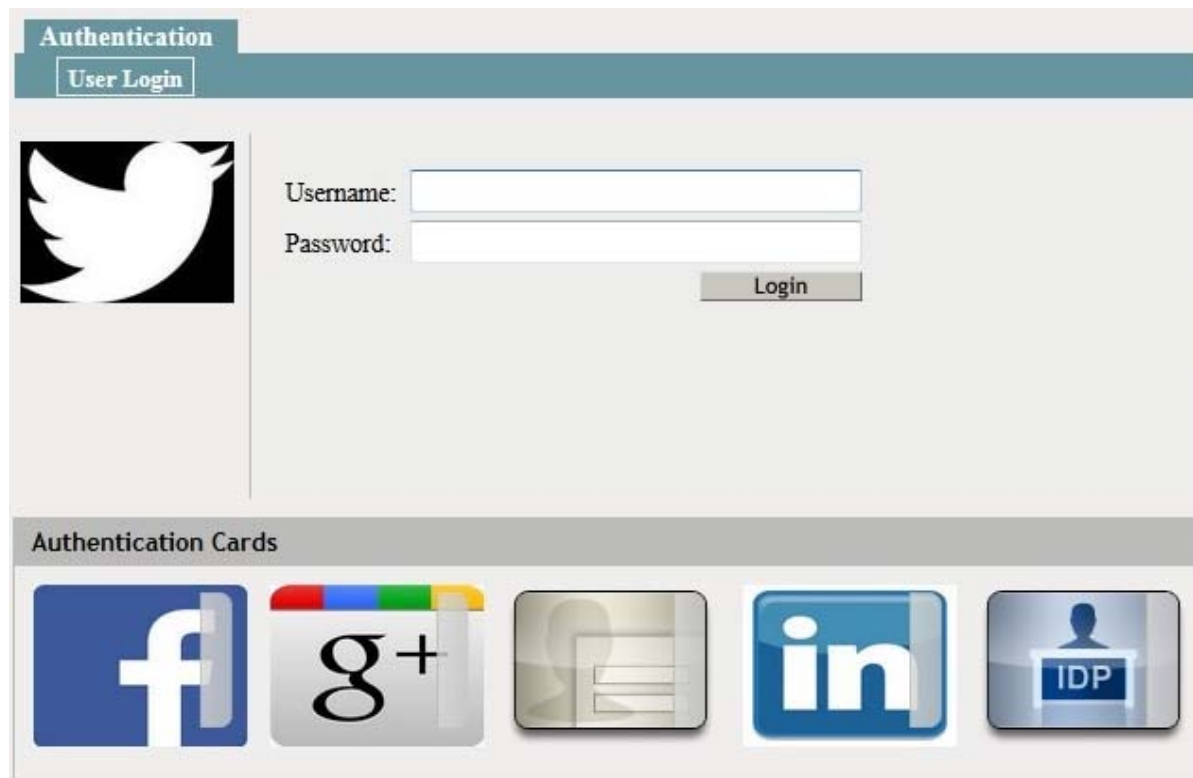 Authentication
User Login
Username:
Password:
Login
Authentication Cards
f
g+
in
IDP